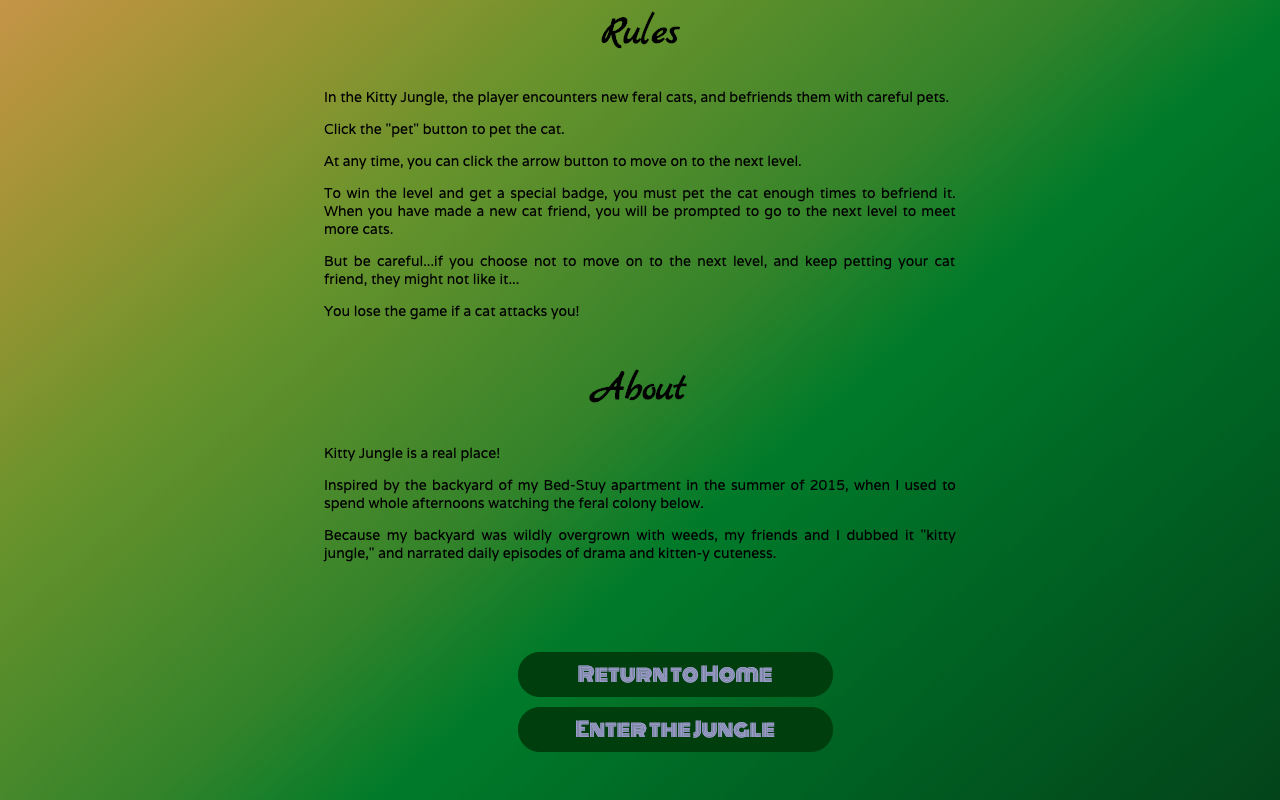 Rules
In the Kitty Jungle, the player encounters new feral cats, and befriends them with careful pets.
Click the "pet" button to pet the cat.
At any time, you can click the arrow button to move on to the next level.
To win the level and get a special badge, you must pet the cat enough times to befriend it.
When you have made a new cat friend, you will be prompted to go to the next level to meet
more cats.
But be careful...if you choose not to move on to the next level, and keep petting your cat
friend, they might not like it...
You lose the game if a cat attacks you!
About
Kitty Jungle is a real place!
Inspired by the backyard of my Bed-Stuy apartment in the summer of 2015, when I used to
spend whole afternoons watching the feral colony below.
Because my backyard was wildly overgrown with weeds, my friends and I dubbed it "kitty
jungle," and narrated daily episodes of drama and kitten-y cuteness.
Return to Home
Enter the Jungle